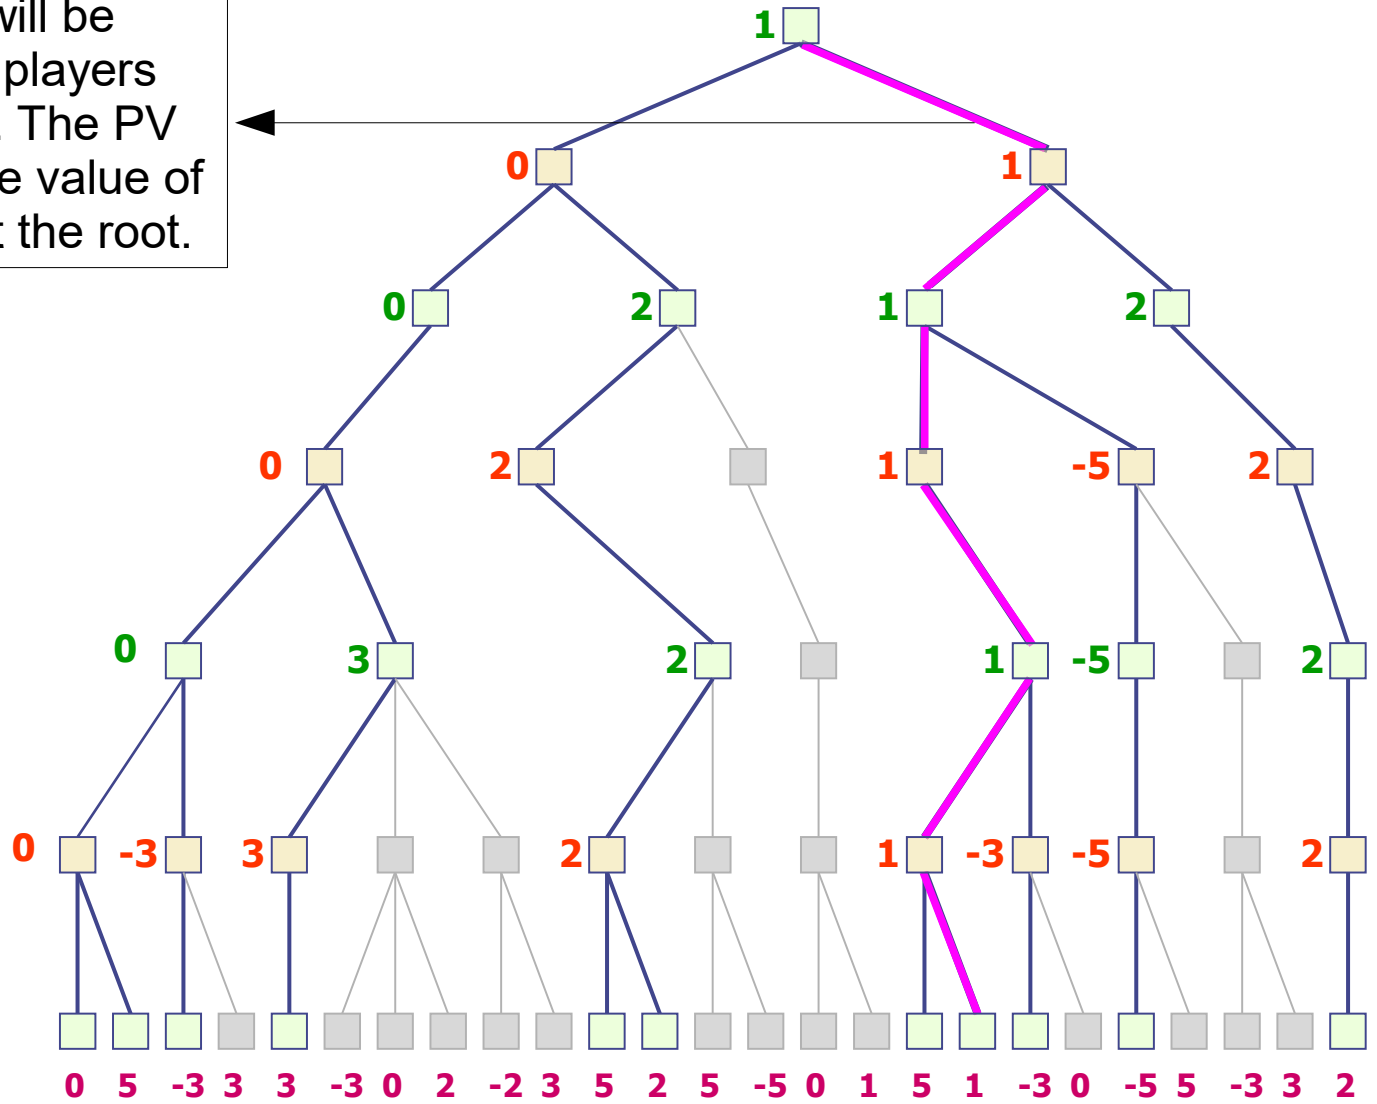 will be
players
. The PV
e value of
t the root.
1
0 1
0 2 1 2
0 2 1 -5 2
0 3 2 1 -5 2
0 -3 3 2 1 -3 -5 2
0 5 -3 3 3 -3 0 2 -2 3 5 2 5 -5 0 1 5 1 -3 0 -5 5 -3 3 2